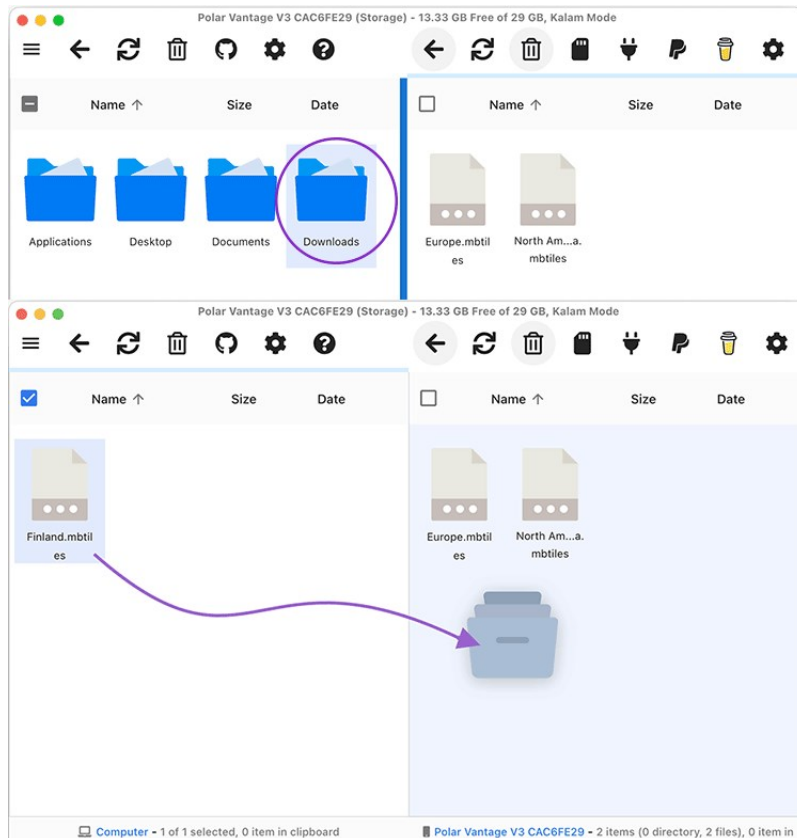 Polar Vantage V3 CAC6FE29 (Storage) - 13.33 GB Free of 29 GB, Kalam Mode
Name ↑ Size Date
Name ↑ Size Date
Applications
Desktop
Documents
Downloads
Europe.mbtil
es
North Am...a.
mbtiles
Polar Vantage V3 CAC6FE29 (Storage) - 13.33 GB Free of 29 GB, Kalam Mode
Name ↑ Size Date
Name ↑ Size Date
Finland.mbtil
es
Europe.mbtil
es
North Am...a.
mbtiles
Computer - 1 of 1 selected, 0 item in clipboard
Polar Vantage V3 CAC6FE29 - 2 items (0 directory, 2 files), 0 item in